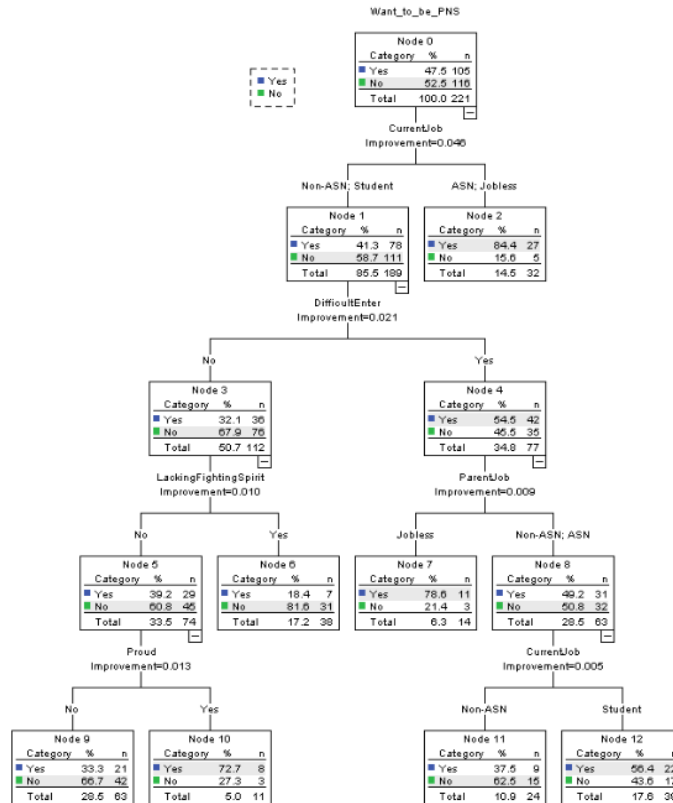 Want_to_be_PNS
Yes
No
Node 0
Category % n
Yes 47.5 105
No 52.5 116
Total 100.0 221
CurrentJob
Improvement=0.046
Non-ASN; Student
ASN; Jobless
Node 1
Category % n
Yes 41.3 78
No 58.7 111
Total 85.5 189
Node 2
Category % n
Yes 84.4 27
No 15.6 5
Total 14.5 32
DifficultEnter
Improvement=0.021
No
Yes
Node 3
Category % n
Yes 32.1 36
No 67.9 76
Total 50.7 112
Node 4
Category % n
Yes 54.5 42
No 45.5 35
Total 34.8 77
LackingFightingSpirit
Improvement=0.010
ParentJob
Improvement=0.009
No
Yes
Jobless
Non-ASN; ASN
Node 5
Category % n
Yes 39.2 29
No 60.8 45
Total 33.5 74
Node 6
Category % n
Yes 18.4 7
No 81.6 31
Total 17.2 38
Node 7
Category % n
Yes 78.6 11
No 21.4 3
Total 6.3 14
Node 8
Category % n
Yes 49.2 31
No 50.8 32
Total 28.5 63
Proud
Improvement=0.013
CurrentJob
Improvement=0.005
No
Yes
Non-ASN
Student
Node 9
Category % n
Yes 33.3 21
No 66.7 42
Total 28.5 63
Node 10
Category % n
Yes 72.7 8
No 27.3 3
Total 5.0 11
Node 11
Category % n
Yes 37.5 9
No 62.5 15
Total 10.9 24
Node 12
Category %
Yes 56.4
No 43.6
Total 17.6